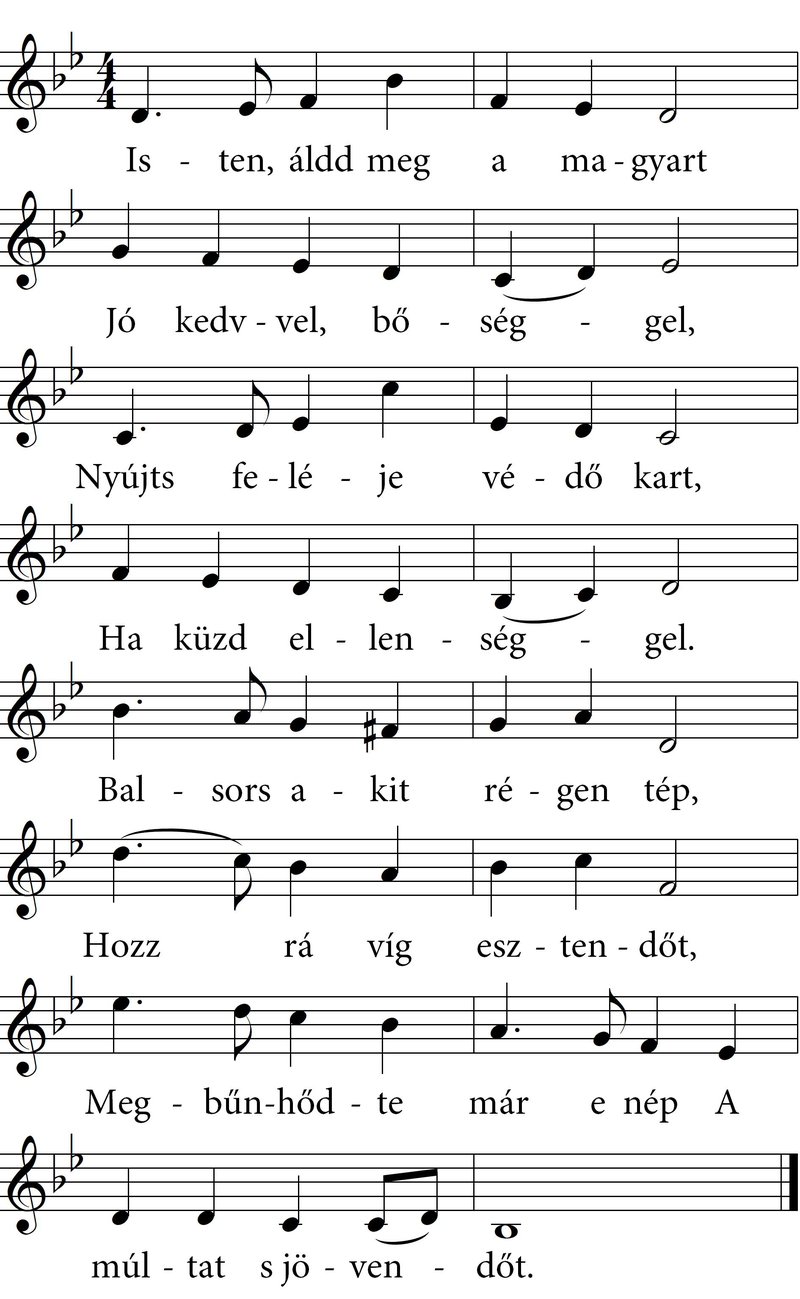 4
4
Is - ten, áldd meg a ma - gyart
Jó kedv - vel, bő - ség - gel,
Nyújts fe - lé - je vé - dő kart,
Ha küzd el - len - ség - gel.
Bal - sors a - kit ré - gen tép,
Hozz rá víg esz - ten - dőt,
Meg - bűn-hőd - te már e nép A
múl - tat s jö - ven - dőt.